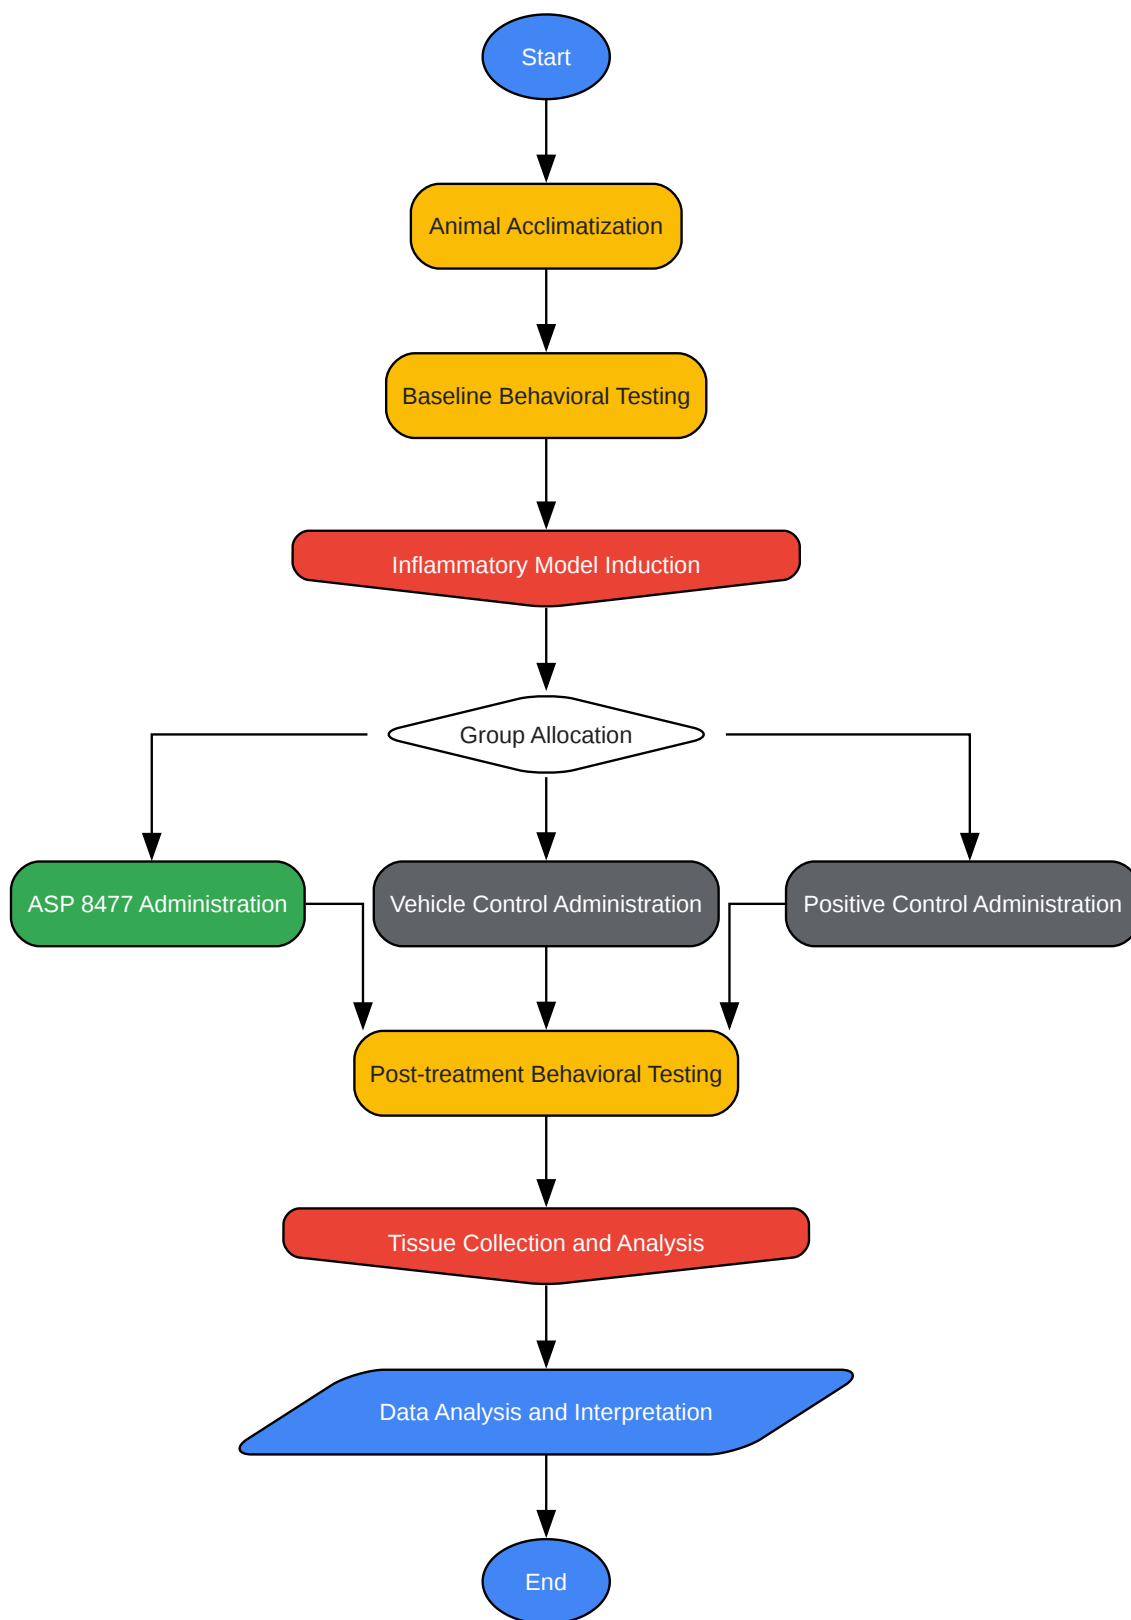 Start
Animal Acclimatization
Baseline Behavioral Testing
Inflammatory Model Induction
Group Allocation
ASP 8477 Administration
Vehicle Control Administration
Positive Control Administration
Post-treatment Behavioral Testing
Tissue Collection and Analysis
Data Analysis and Interpretation
End